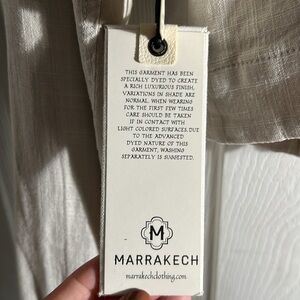 THIS GARMENT HAS BEEN
SPECIALLY DYED TO CREATE
A RICH LUXURIOUS FINISH,
VARIATIONS IN SHADE ARE
NORMAL. WHEN WEARING
FOR THE FIRST FEW TIMES
CARE SHOULD BE TAKEN
IF IN CONTACT WITH
LIGHT COLORED SURFACES. DUE
TO THE ADVANCED
DYED NATURE OF THIS
GARMENT, WASHING
SEPARATELY IS SUGGESTED.
M
MARRAKECH
marrakechclothing.com